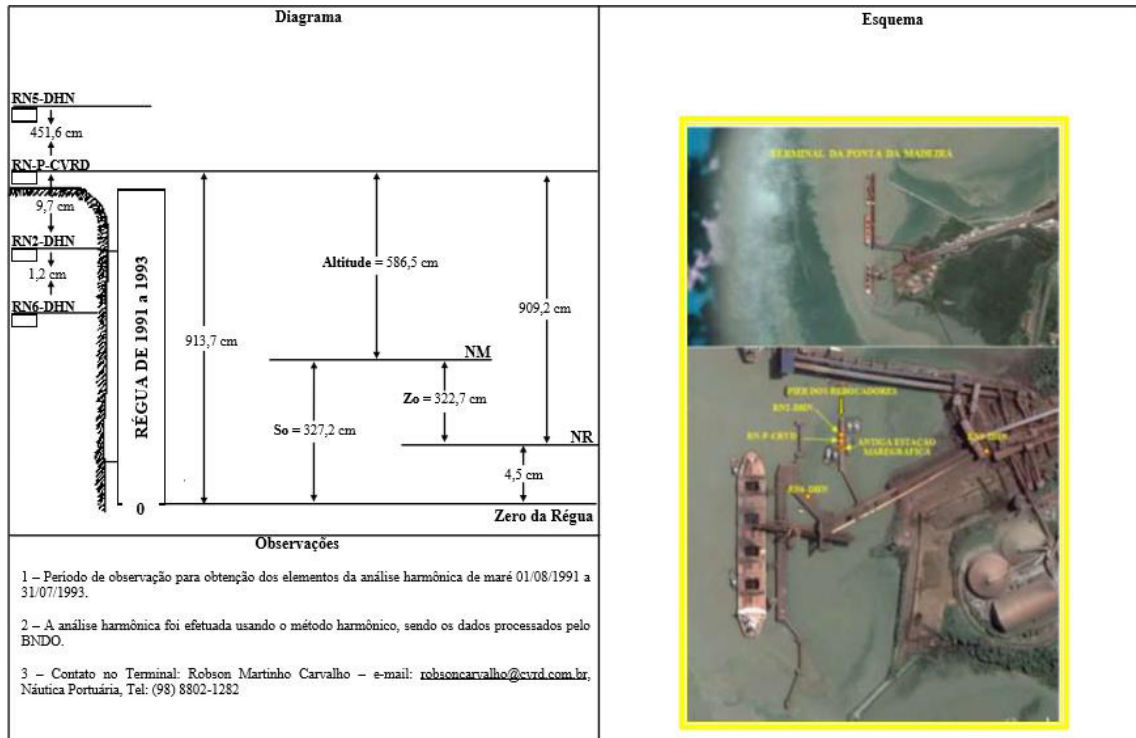 Diagrama
RN5-DHN
451,6 cm
RN-P-CVRD
9,7 cm
RN2-DHN
1,2 cm
RN6-DHN
RÉGUA DE 1991 a 1993
0
913,7 cm
Altitude = 586,5 cm
NM
So = 327,2 cm
Zo = 322,7 cm
909,2 cm
NR
4,5 cm
Zero da Régua
Observações
1 – Período de observação para obtenção dos elementos da análise harmônica de maré 01/08/1991 a
31/07/1993.
2 – A análise harmônica foi efetuada usando o método harmônico, sendo os dados processados pelo
BNDO.
3 – Contato no Terminal: Robson Martinho Carvalho – e-mail: robsoncarvalho@cvrd.com.br,
Náutica Portuária, Tel: (98) 8802-1282
Esquema
TERMINAL DA PONTA DA MADEIRA
PIER DOS REBOCADORES
RN2-DHN
ANTIGA ESTAÇÃO
MAREGRÁFICA